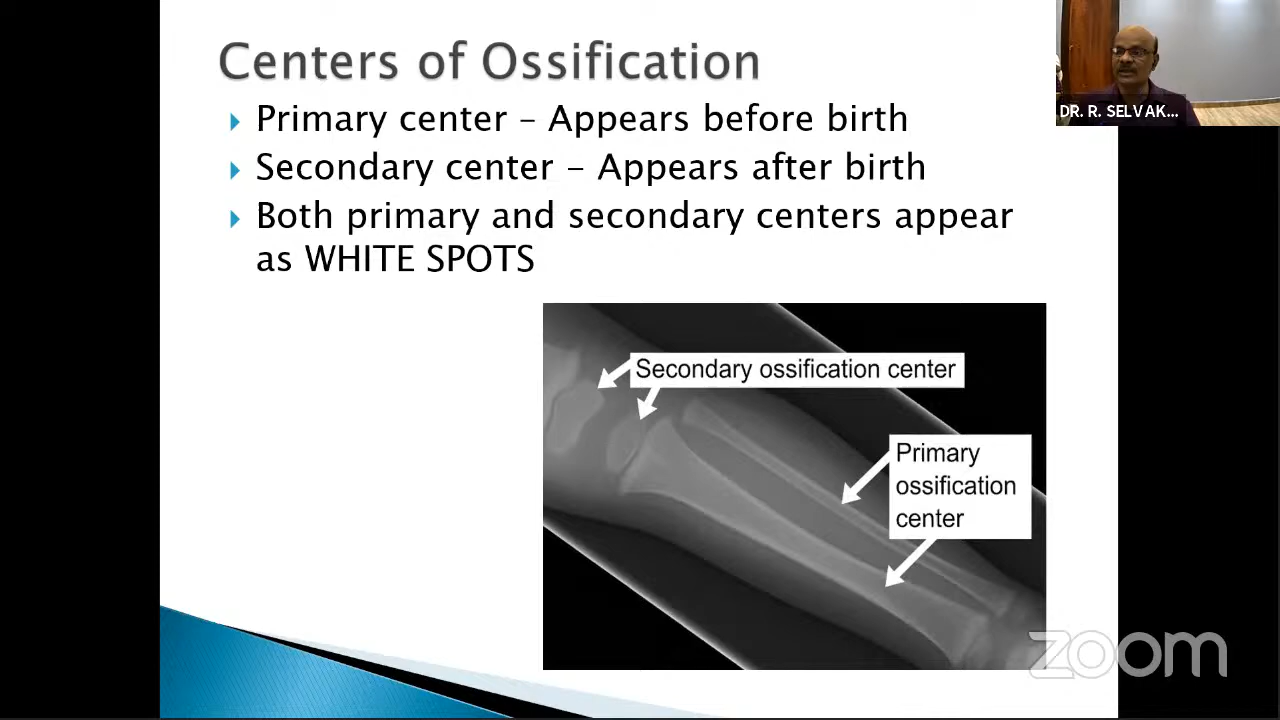 Centers of Ossification
Primary center – Appears before birth
Secondary center – Appears after birth
Both primary and secondary centers appear
as WHITE SPOTS
Secondary ossification center
Primary
ossification
center
DR. R. SELVAK...
zoom